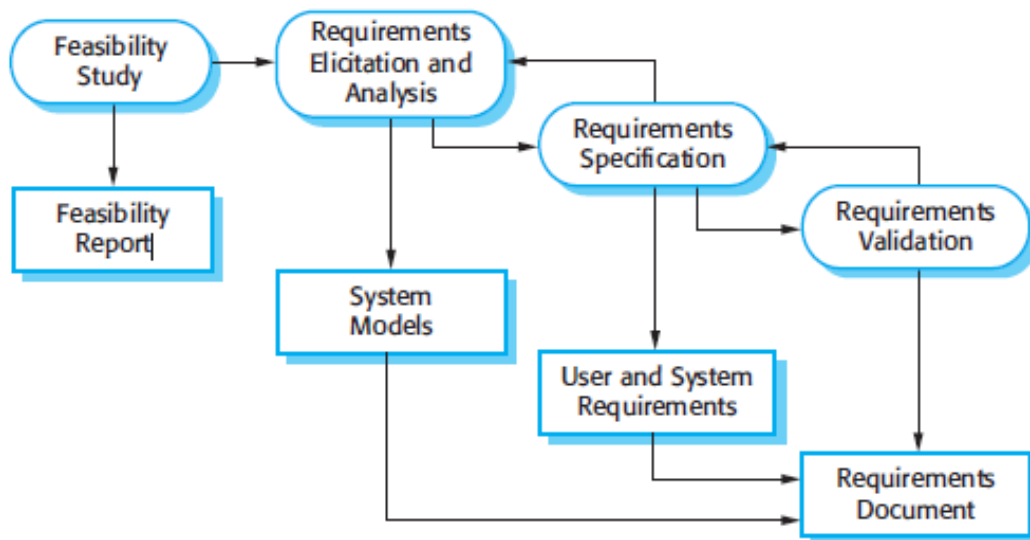 Feasibility
Study
Requirements
Elicitation and
Analysis
Requirements
Specification
Requirements
Validation
Feasibility
Report
System
Models
User and System
Requirements
Requirements
Document